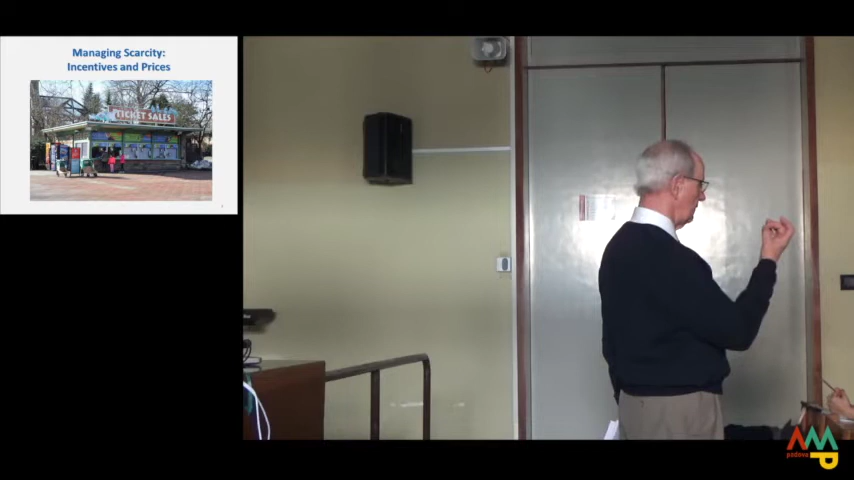 Managing Scarcity:
Incentives and Prices
TICKET SALES
padova